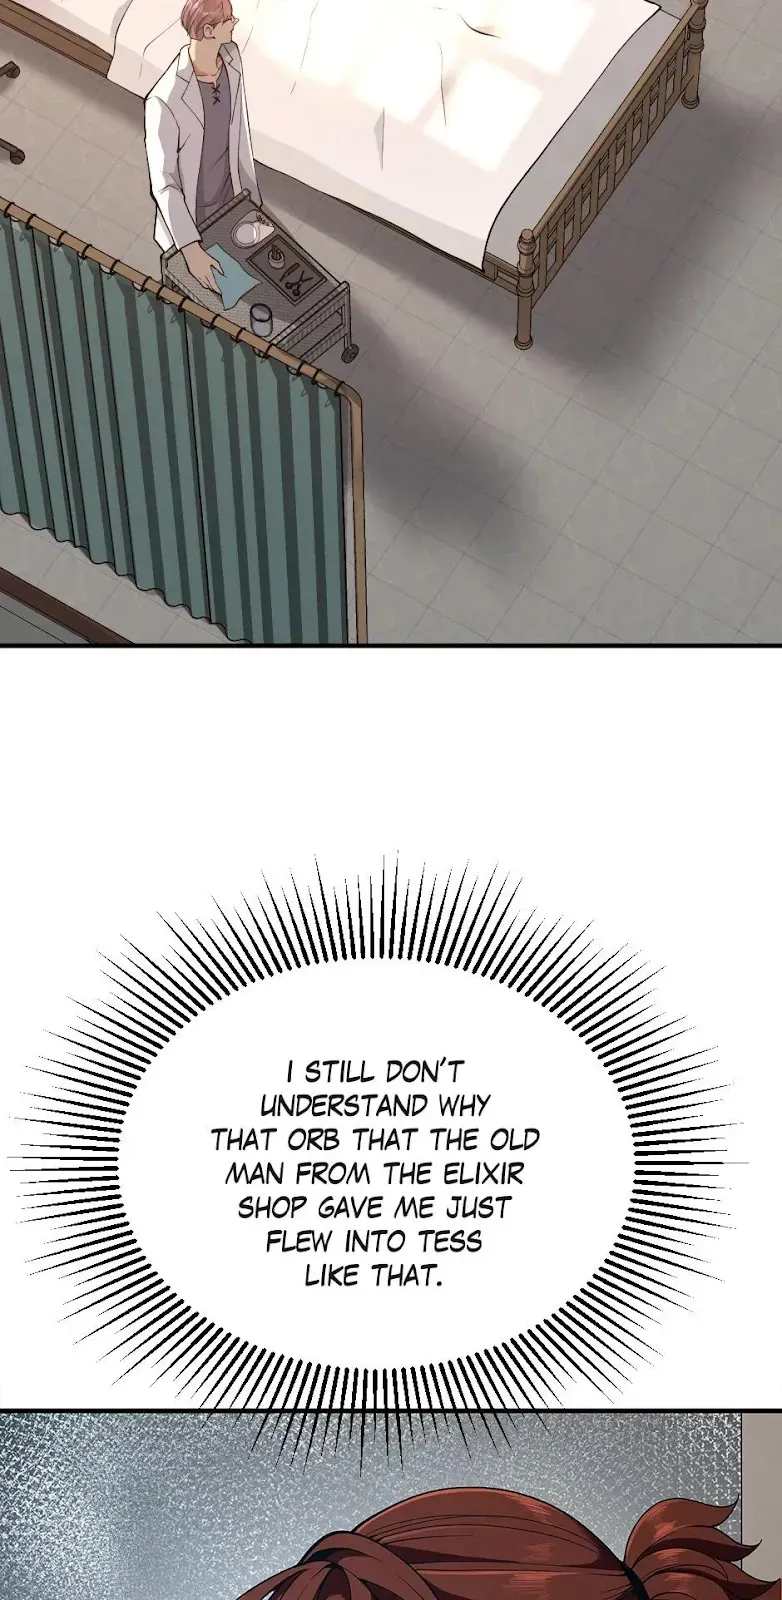 I STILL DON'T
UNDERSTAND WHY
THAT ORB THAT THE OLD
MAN FROM THE ELIXIR
SHOP GAVE ME JUST
FLEW INTO TESS
LIKE THAT.